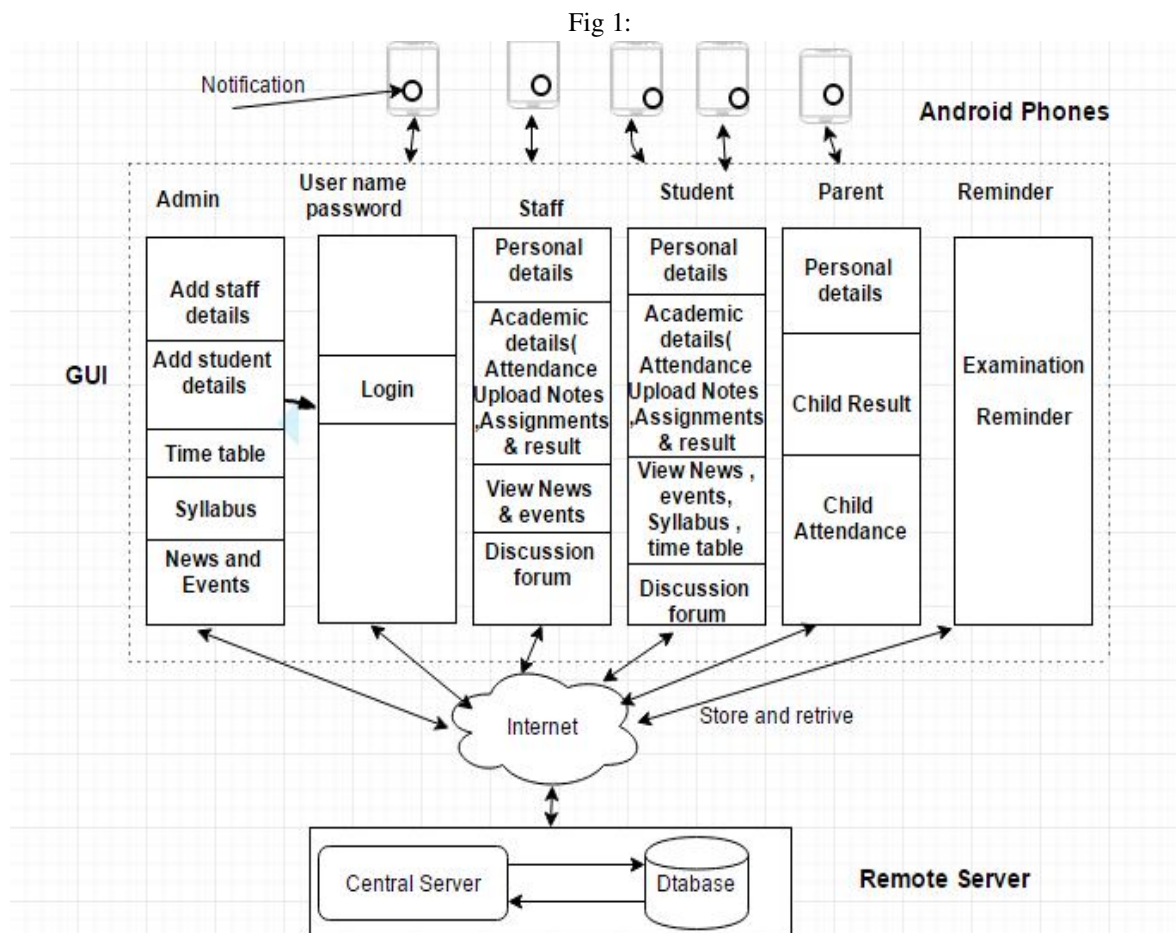 Fig 1:
Notification
Android Phones
Admin
User name
password
Staff
Student
Parent
Reminder
GUI
Add staff
details
Add student
details
Time table
Syllabus
News and
Events
Login
Personal
details
Academic
details(
Attendance
Upload Notes
,Assignments
& result
View News
& events
Discussion
forum
Personal
details
Academic
details(
Attendance
Upload Notes
,Assignments
& result
View News ,
events,
Syllabus ,
time table
Discussion
forum
Personal
details
Child Result
Child
Attendance
Examination
Reminder
Internet
Store and retrive
Central Server
Dtabase
Remote Server